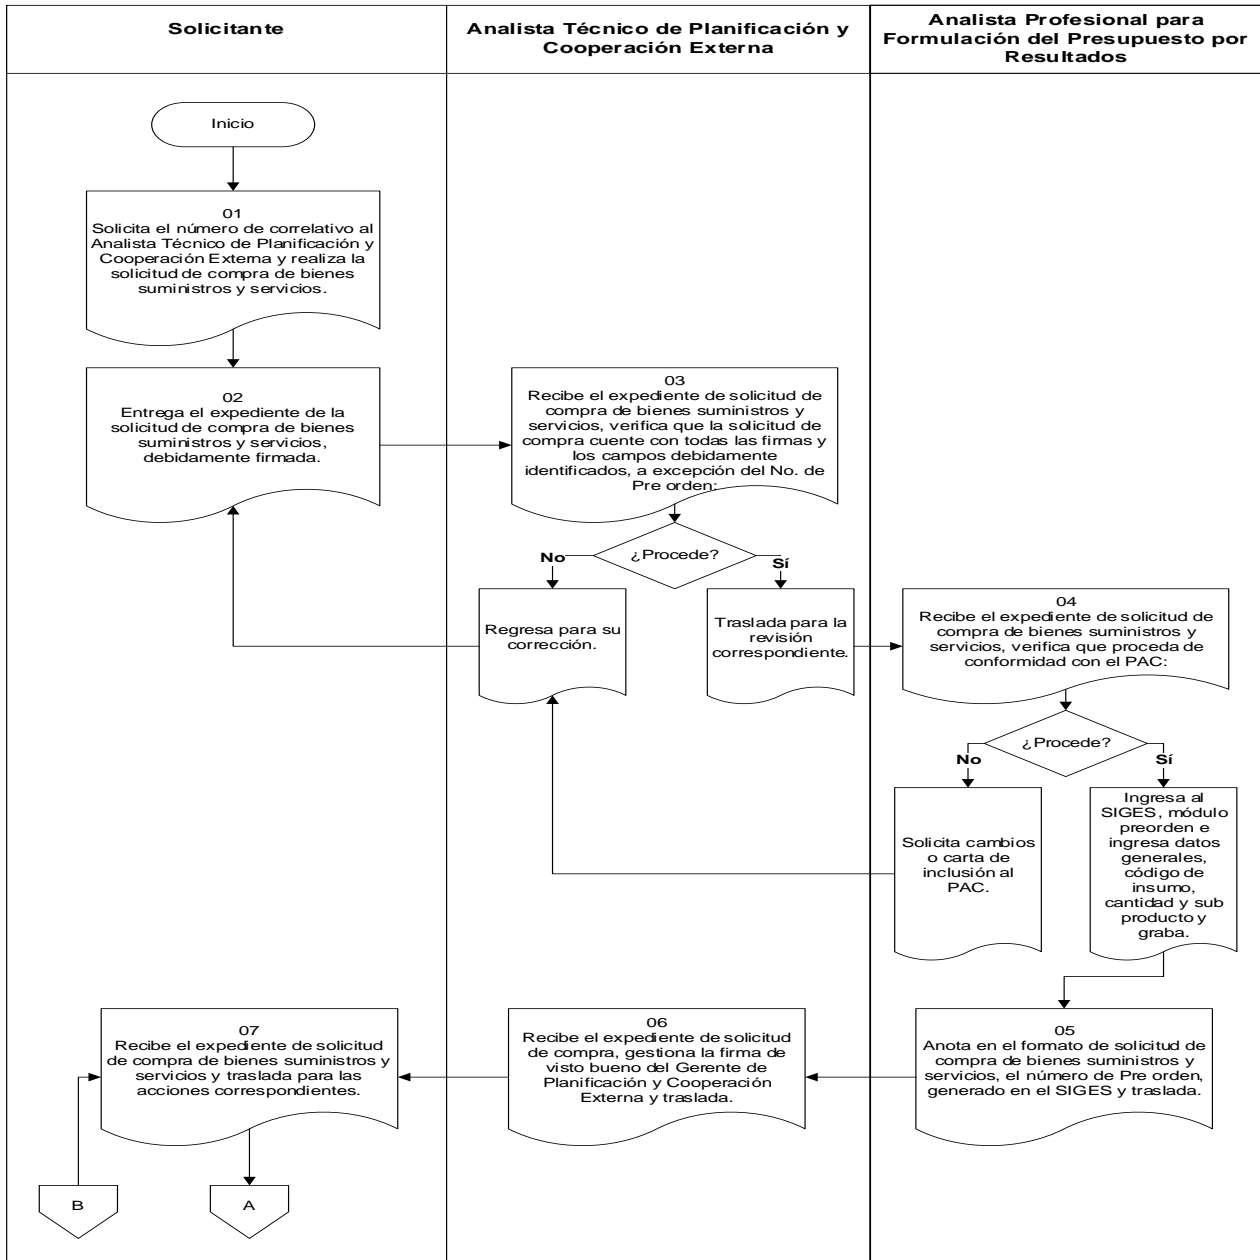 Solicitante
Analista Técnico de Planificación y
Cooperación Externa
Analista Profesional para
Formulación del Presupuesto por
Resultados
Inicio
01
Solicita el número de correlativo al
Analista Técnico de Planificación y
Cooperación Externa y realiza la
solicitud de compra de bienes
suministros y servicios.
02
Entrega el expediente de la
solicitud de compra de bienes
suministros y servicios,
debidamente firmada.
03
Recibe el expediente de solicitud de
compra de bienes suministros y
servicios, verifica que la solicitud de
compra cuente con todas las firmas y
los campos debidamente
identificados, a excepción del No. de
Pre orden:
¿Procede?
No
Sí
Regresa para su
corrección.
Traslada para la
revisión
correspondiente.
04
Recibe el expediente de solicitud de
compra de bienes suministros y
servicios, verifica que proceda de
conformidad con el PAC:
¿Procede?
No
Sí
Solicita cambios
o carta de
inclusión al
PAC.
Ingresa al
SIGES, módulo
preorden e
ingresa datos
generales,
código de
insumo,
cantidad y sub
producto y
graba.
05
Anota en el formato de solicitud de
compra de bienes suministros y
servicios, el número de Pre orden,
generado en el SIGES y traslada.
06
Recibe el expediente de solicitud
de compra, gestiona la firma de
visto bueno del Gerente de
Planificación y Cooperación
Externa y traslada.
07
Recibe el expediente de solicitud
de compra de bienes suministros y
servicios y traslada para las
acciones correspondientes.
B
A